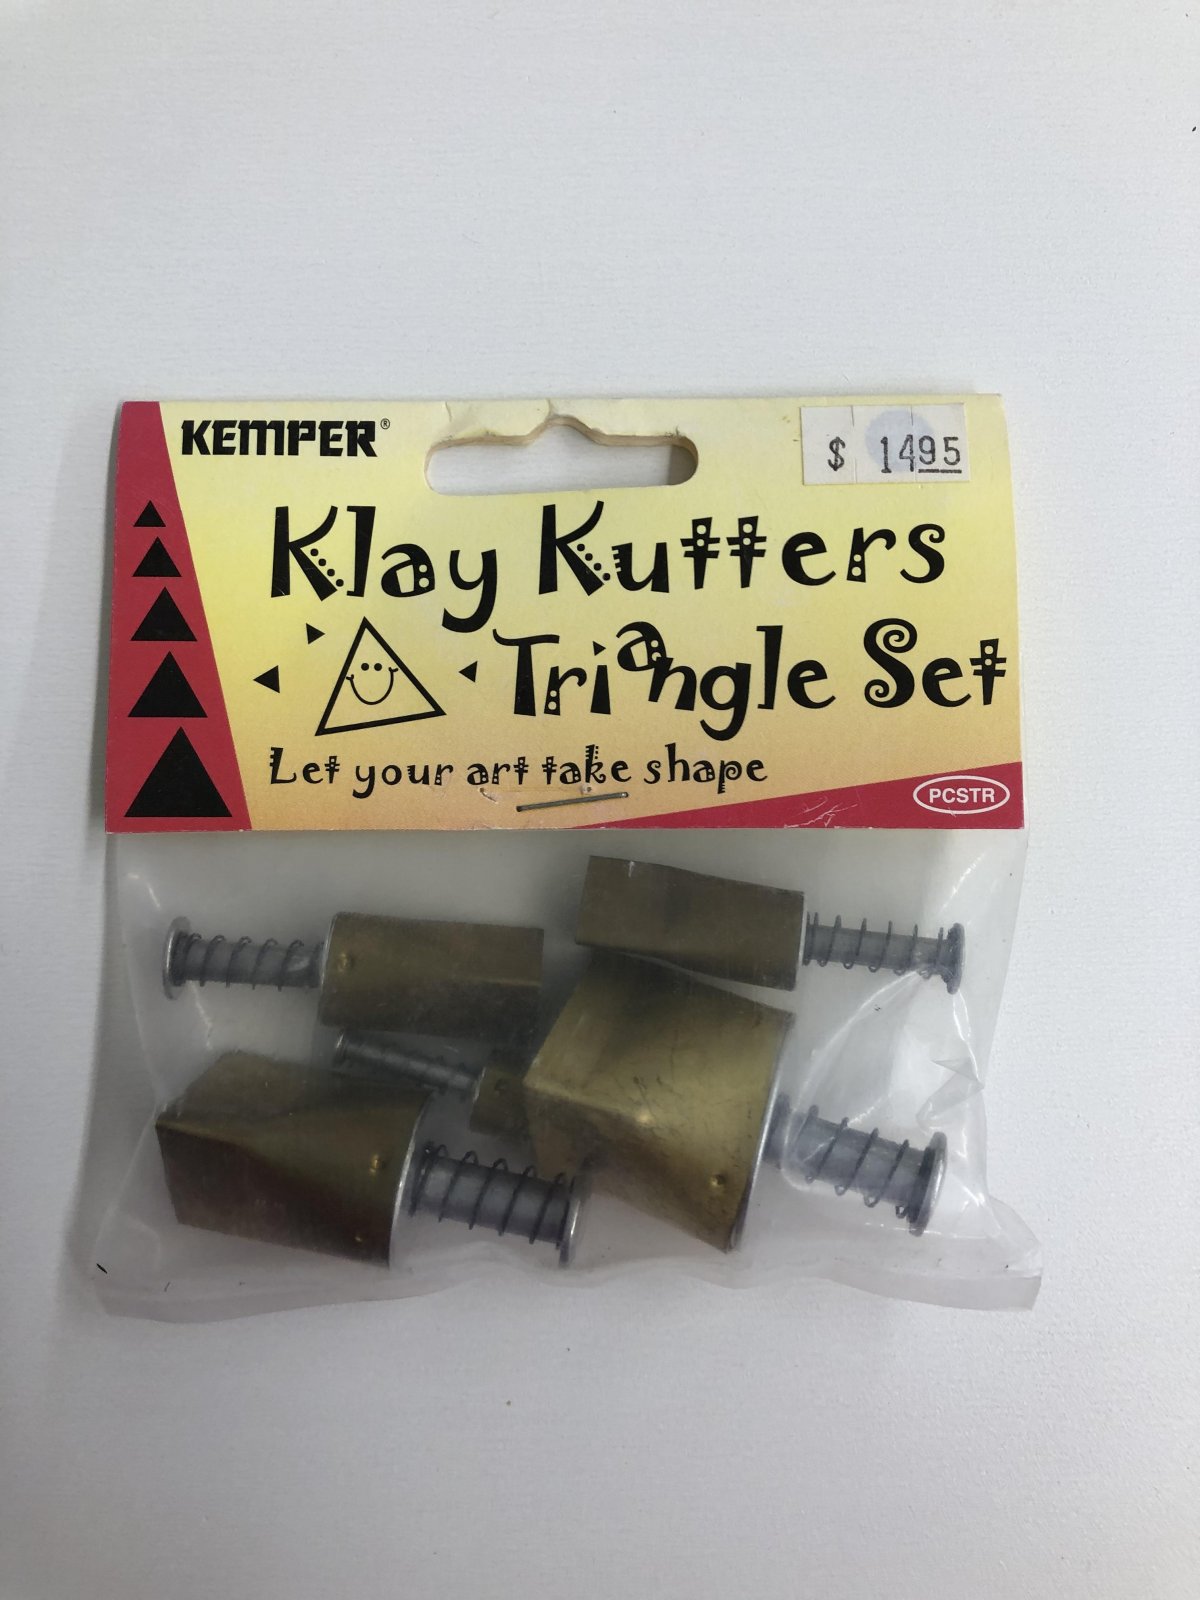 KEMPER®
$ 1495
Klay Kutters
Triangle Set
Let your art take shape
PCSTR